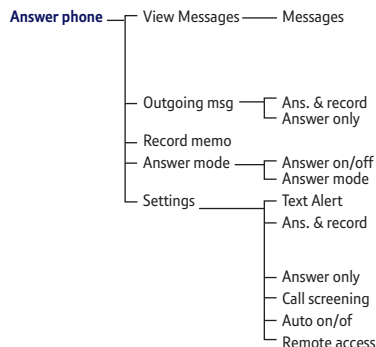 Answer phone
View Messages
Messages
Outgoing msg
Ans. & record
Answer only
Record memo
Answer mode
Answer on/off
Answer mode
Settings
Text Alert
Ans. & record
Answer only
Call screening
Auto on/of
Remote access